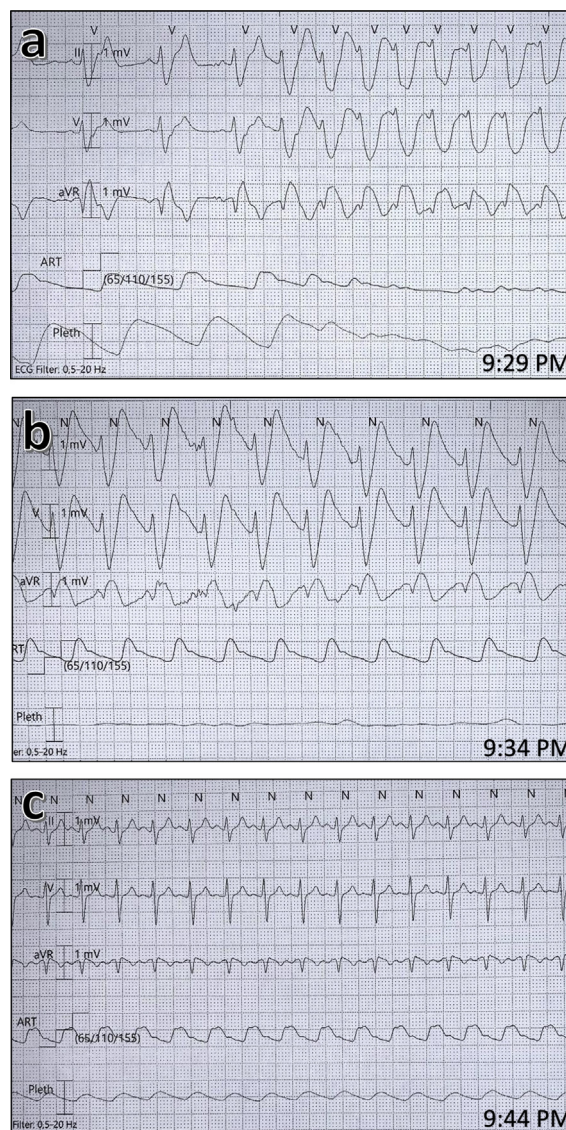 a
V V V V V V V V V V
II 1 mV
V 1 mV
aVR 1 mV
ART
(65/110/155)
Pleth
ECG Filter: 0.5-20 Hz
9:29 PM
b
N N N N N N N N N N
1 mV
V 1 mV
aVR 1 mV
RT
(65/110/155)
Pleth
er: 0.5-20 Hz
9:34 PM
c
N N N N N N N N N N N N N N N N
II 1 mV
V 1 mV
aVR 1 mV
ART
(65/110/155)
Pleth
Filter: 0.5-20 Hz
9:44 PM